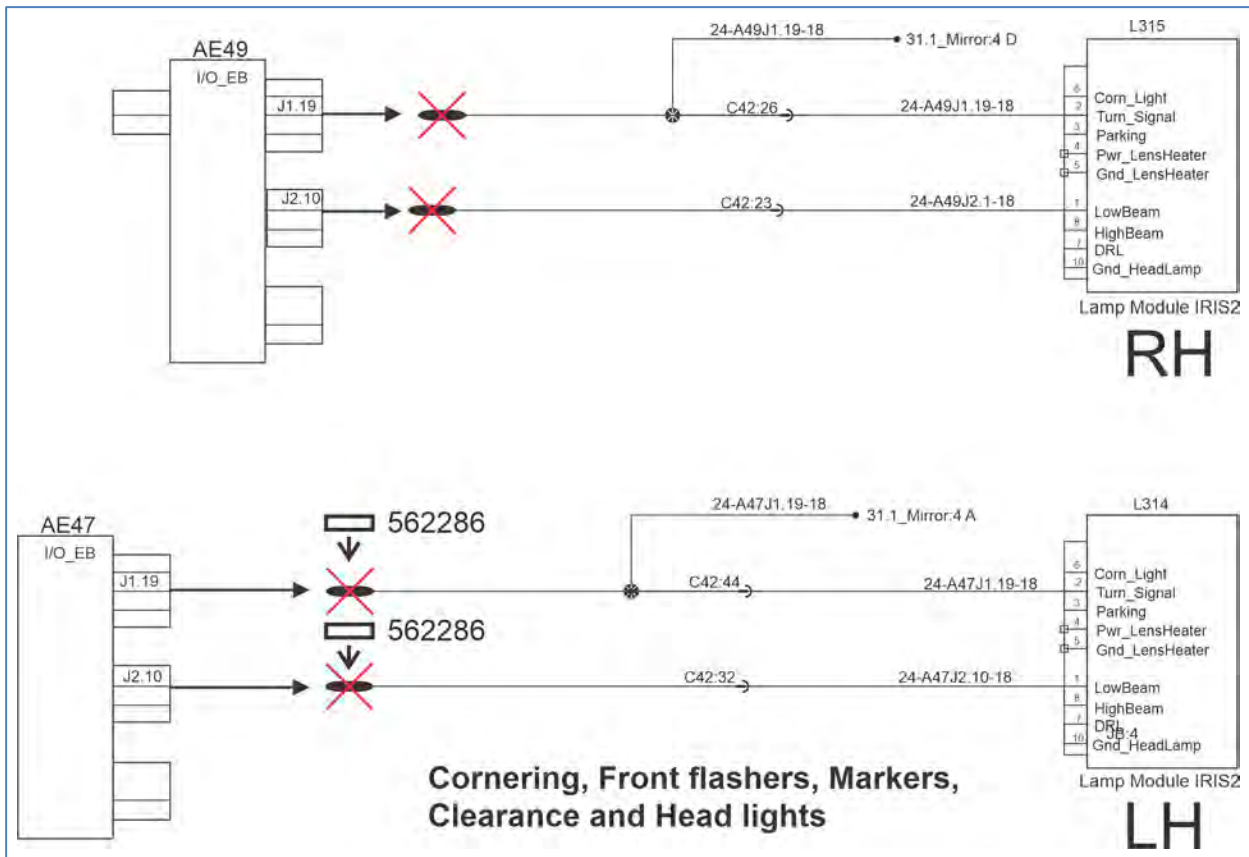 AE49
I/O_EB
J1.19
J2.10
24-A49J1.19-18
31.1_Mirror:4 D
C42:26
24-A49J1.19-18
C42:23
24-A49J2.1-18
L315
6
Corn_Light
2
Turn_Signal
3
Parking
4
Pwr_LensHeater
5
Gnd_LensHeater
1
LowBeam
8
HighBeam
7
DRL
10
Gnd_HeadLamp
Lamp Module IRIS2
RH
AE47
I/O_EB
J1.19
J2.10
562286
562286
24-A47J1.19-18
31.1_Mirror:4 A
C42:44
24-A47J1.19-18
C42:32
24-A47J2.10-18
L314
6
Corn_Light
2
Turn_Signal
3
Parking
4
Pwr_LensHeater
5
Gnd_LensHeater
1
LowBeam
8
HighBeam
7
DRL
JB:4
10
Gnd_HeadLamp
Lamp Module IRIS2
LH
Cornering, Front flashers, Markers,
Clearance and Head lights